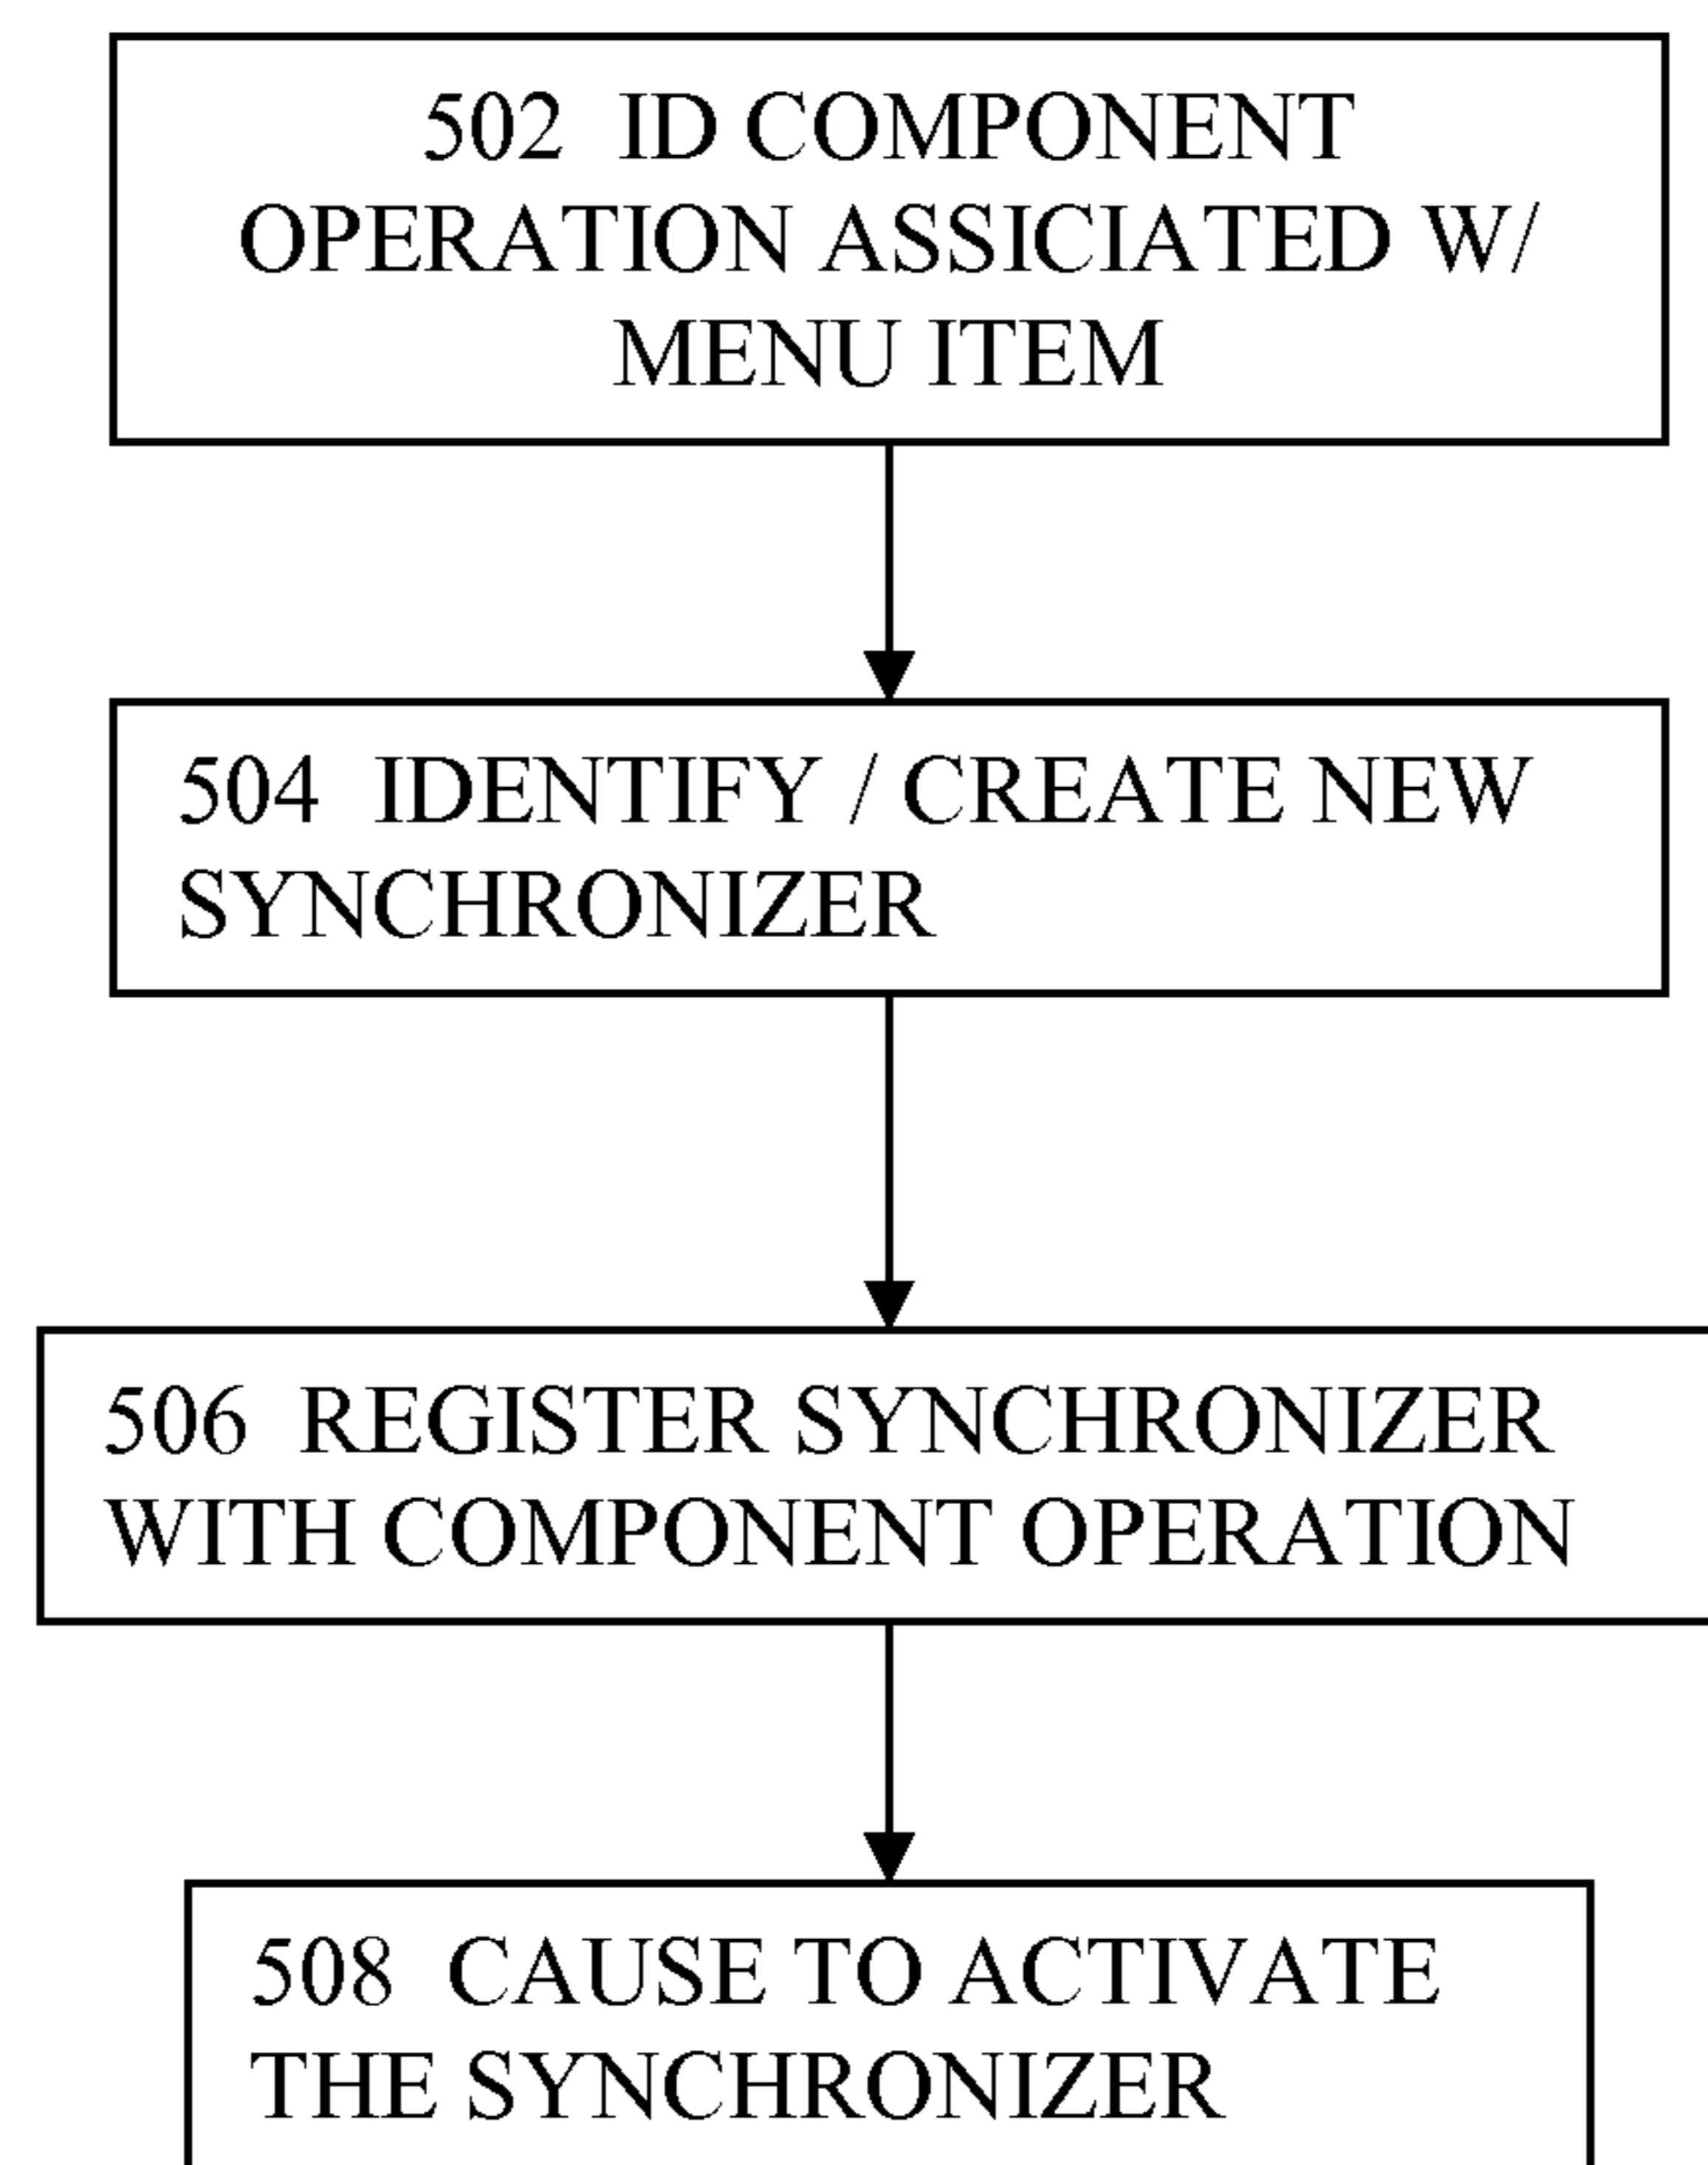 502 ID COMPONENT
OPERATION ASSICIATED W/
MENU ITEM
504 IDENTIFY / CREATE NEW
SYNCHRONIZER
506 REGISTER SYNCHRONIZER
WITH COMPONENT OPERATION
508 CAUSE TO ACTIVATE
THE SYNCHRONIZER